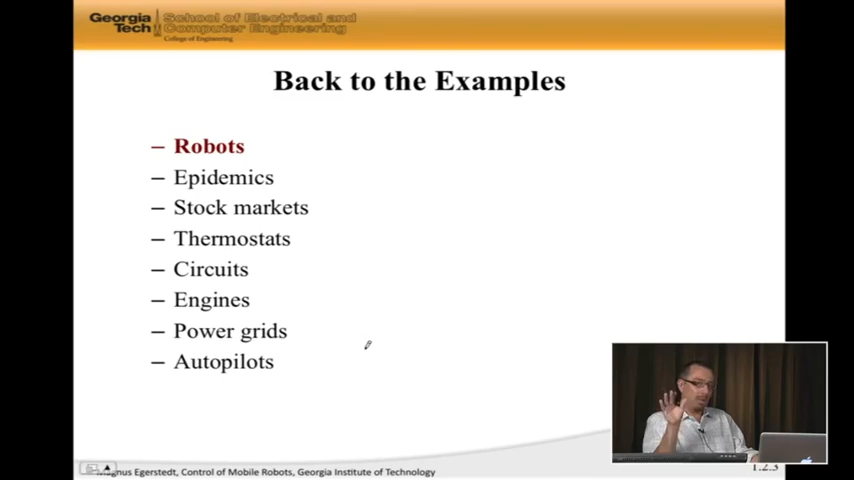 Georgia Tech
School of Electrical and
Computer Engineering
College of Engineering
Back to the Examples
– Robots
– Epidemics
– Stock markets
– Thermostats
– Circuits
– Engines
– Power grids
– Autopilots
Magnus Egerstedt, Control of Mobile Robots, Georgia Institute of Technology
1.2.3